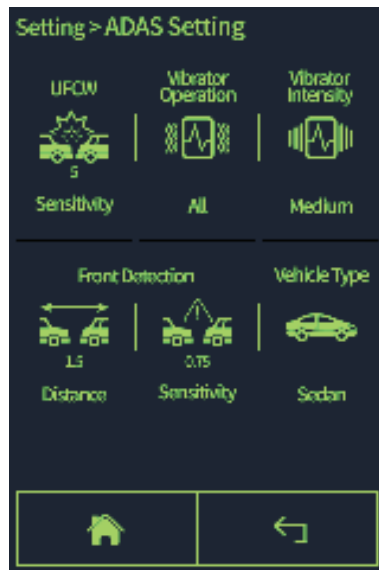 Setting > ADAS Setting
UFCW
Vibrator
Operation
Vibrator
Intensity
5
Sensitivity
All
Medium
Front Detection
Vehicle Type
1.5
0.75
Distance
Sensitivity
Sedan